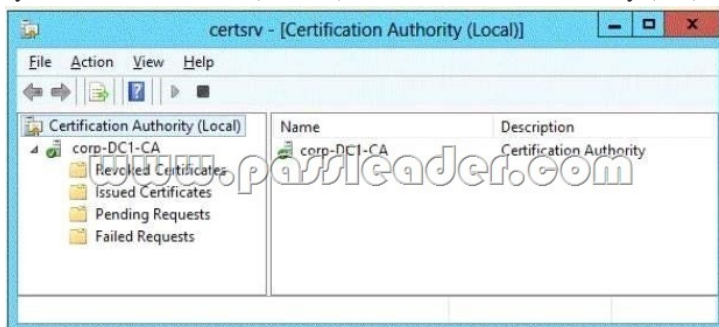 certsrv - [Certification Authority (Local)]
File Action View Help
Certification Authority (Local)
corp-DC1-CA
Revoked Certificates
Issued Certificates
Pending Requests
Failed Requests
Name Description
corp-DC1-CA Certification Authority
www.passleader.com